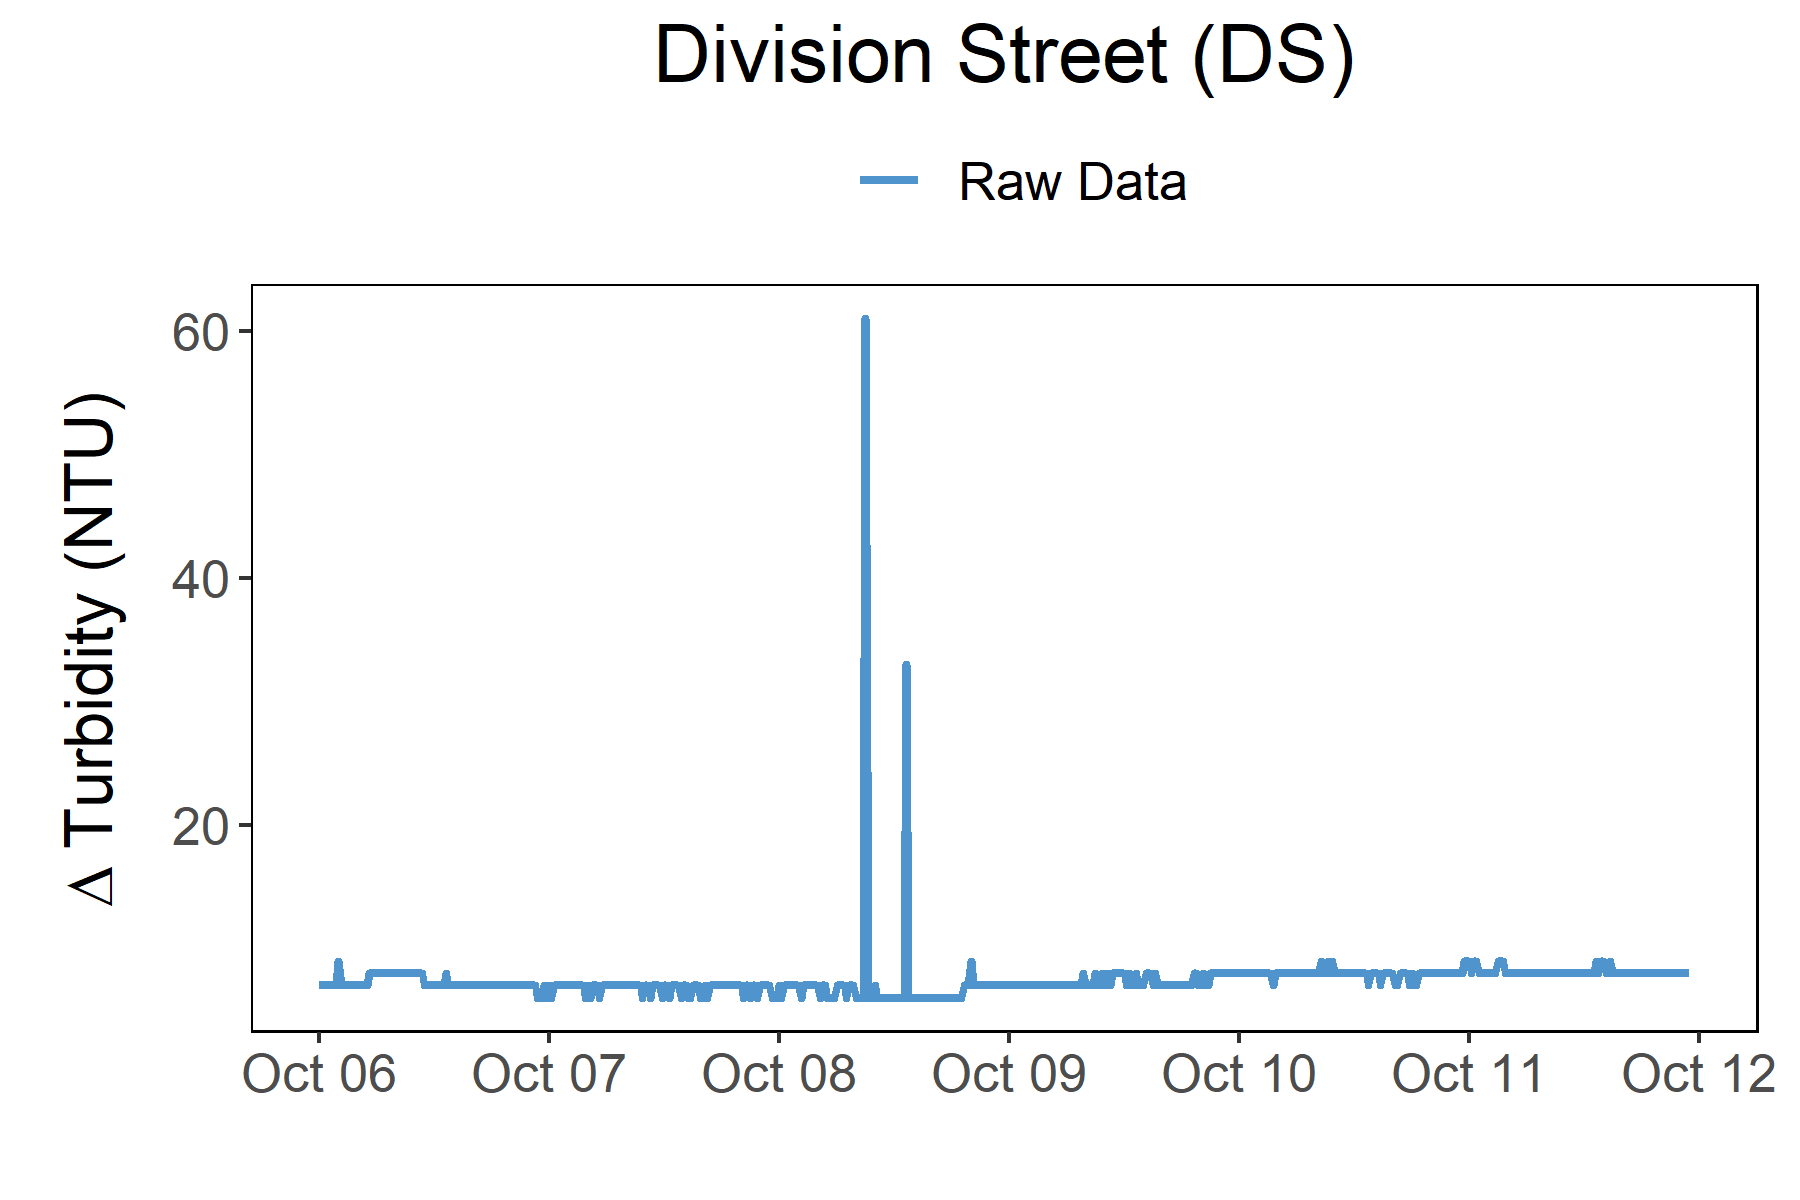 Division Street (DS)
Raw Data
Δ Turbidity (NTU)
60
40
20
Oct 06 Oct 07 Oct 08 Oct 09 Oct 10 Oct 11 Oct 12